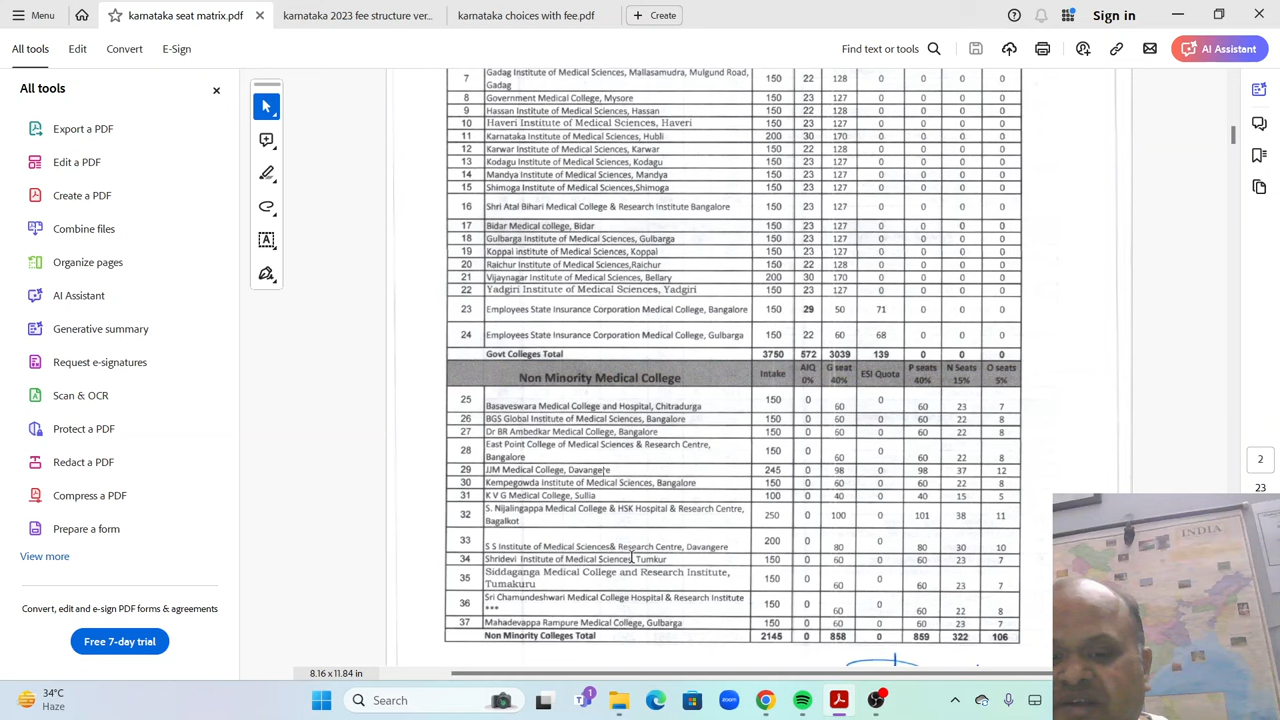 Menu
karnataka seat matrix.pdf
karnataka 2023 fee structure ver...
karnataka choices with fee.pdf
Create
Sign in
All tools Edit Convert E-Sign
Find text or tools
AI Assistant
All tools
Export a PDF
Edit a PDF
Create a PDF
Combine files
Organize pages
AI Assistant
Generative summary
Request e-signatures
Scan & OCR
Protect a PDF
Redact a PDF
Compress a PDF
Prepare a form
View more
Convert, edit and e-sign PDF forms & agreements
Free 7-day trial
7 Gadag Institute of Medical Sciences, Mallasamudra, Mulgund Road, 150 22 128 0 0 0 0
Gadag
8 Government Medical College, Mysore 150 23 127 0 0 0 0
9 Hassan Institute of Medical Sciences, Hassan 150 22 128 0 0 0 0
10 Haveri Institute of Medical Sciences, Haveri 150 23 127 0 0 0 0
11 Karnataka Institute of Medical Sciences, Hubli 200 30 170 0 0 0 0
12 Karwar Institute of Medical Sciences, Karwar 150 22 128 0 0 0 0
13 Kodagu Institute of Medical Sciences, Kodagu 150 23 127 0 0 0 0
14 Mandya Institute of Medical Sciences, Mandya 150 23 127 0 0 0 0
15 Shimoga Institute of Medical Sciences,Shimoga 150 23 127 0 0 0 0
16 Shri Atal Bihari Medical College & Research Institute Bangalore 150 23 127 0 0 0 0
17 Bidar Medical college, Bidar 150 23 127 0 0 0 0
18 Gulbarga Institute of Medical Sciences, Gulbarga 150 23 127 0 0 0 0
19 Koppal institute of Medical Sciences, Koppal 150 23 127 0 0 0 0
20 Raichur Institute of Medical Sciences,Raichur 150 22 128 0 0 0 0
21 Vijaynagar Institute of Medical Sciences, Bellary 200 30 170 0 0 0 0
22 Yadgiri Institute of Medical Sciences, Yadgiri 150 23 127 0 0 0 0
23 Employees State Insurance Corporation Medical College, Bangalore 150 29 50 71 0 0 0
24 Employees State Insurance Corporation Medical College, Gulbarga 150 22 60 68 0 0 0
Govt Colleges Total 3750 572 3039 139 0 0 0
Non Minority Medical College Intake AIQ 0% G seat 40% ESI Quota P seats 40% N Seats 15% O seats 5%
25 Basaveswara Medical College and Hospital, Chitradurga 150 0 60 0 60 23 7
26 BGS Global Institute of Medical Sciences, Bangalore 150 0 60 0 60 22 8
27 Dr BR Ambedkar Medical College, Bangalore 150 0 60 0 60 22 8
28 East Point College of Medical Sciences & Research Centre, 150 0 60 0 60 22 8
Bangalore
29 JJM Medical College, Davangere 245 0 98 0 98 37 12
30 Kempegowda Institute of Medical Sciences, Bangalore 150 0 60 0 60 22 8
31 K V G Medical College, Sullia 100 0 40 0 40 15 5
32 S. Nijalingappa Medical College & HSK Hospital & Research Centre, 250 0 100 0 101 38 11
Bagalkot
33 S S Institute of Medical Sciences& Research Centre, Davangere 200 0 80 0 80 30 10
34 Shridevi Institute of Medical Sciences, Tumkur 150 0 60 0 60 23 7
35 Siddaganga Medical College and Research Institute, 150 0 60 0 60 23 7
Tumakuru
36 Sri Chamundeshwari Medical College Hospital & Research Institute 150 0 60 0 60 22 8
***
37 Mahadevappa Rampure Medical College, Gulbarga 150 0 60 0 60 23 7
Non Minority Colleges Total 2145 0 858 0 859 322 106
2
23
8.16 x 11.84 in
INDIA
34°C
Haze
Search
1
zoom